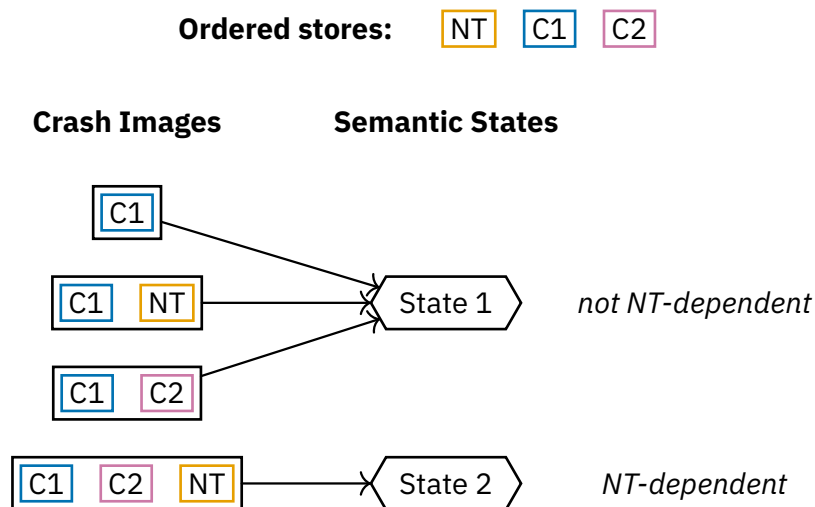 Ordered stores: NT C1 C2
Crash Images Semantic States
C1
C1 NT State 1 not NT-dependent
C1 C2
C1 C2 NT State 2 NT-dependent